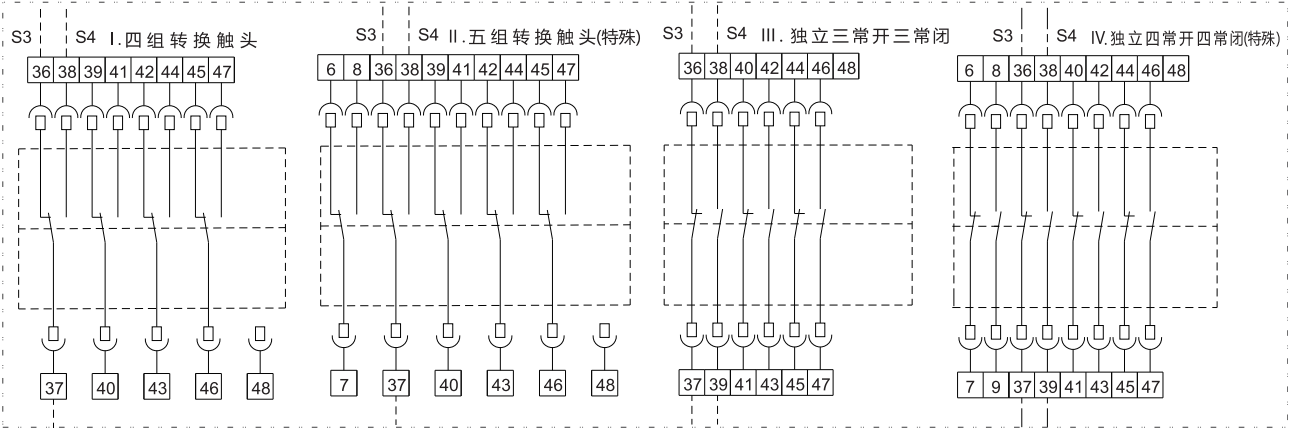 S3 S4 I.四组转换触头
36 38 39 41 42 44 45 47
37 40 43 46 48
S3 S4 II.五组转换触头(特殊)
6 8 36 38 39 41 42 44 45 47
7 37 40 43 46 48
S3 S4 III.独立三常开三常闭
36 38 40 42 44 46 48
37 39 41 43 45 47
S3 S4 IV.独立四常开四常闭(特殊)
6 8 36 38 40 42 44 46 48
7 9 37 39 41 43 45 47